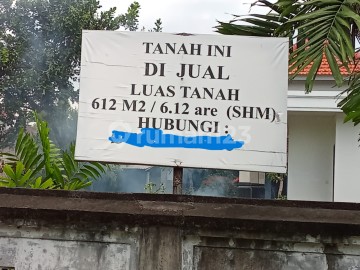 TANAH INI
DI JUAL
LUAS TANAH
612 M2 / 6.12 are (SHM)
HUBUNGI :
rumah123